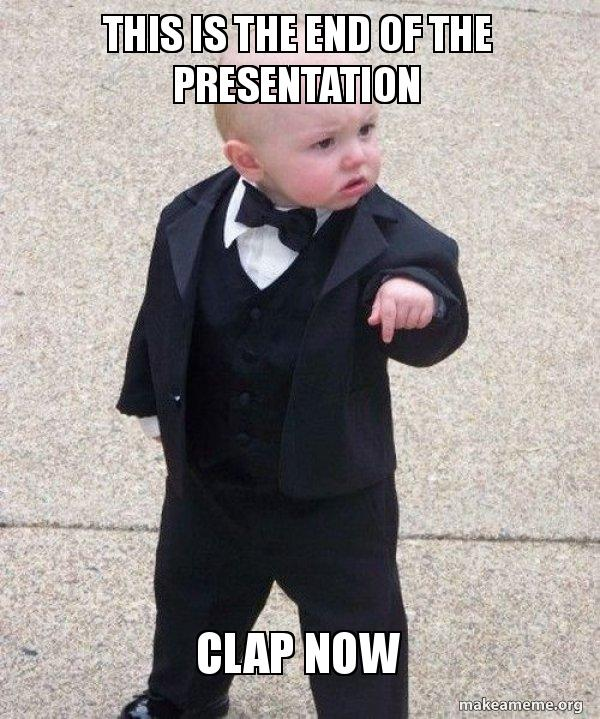 THIS IS THE END OF THE
PRESENTATION
CLAP NOW
makeameme.org